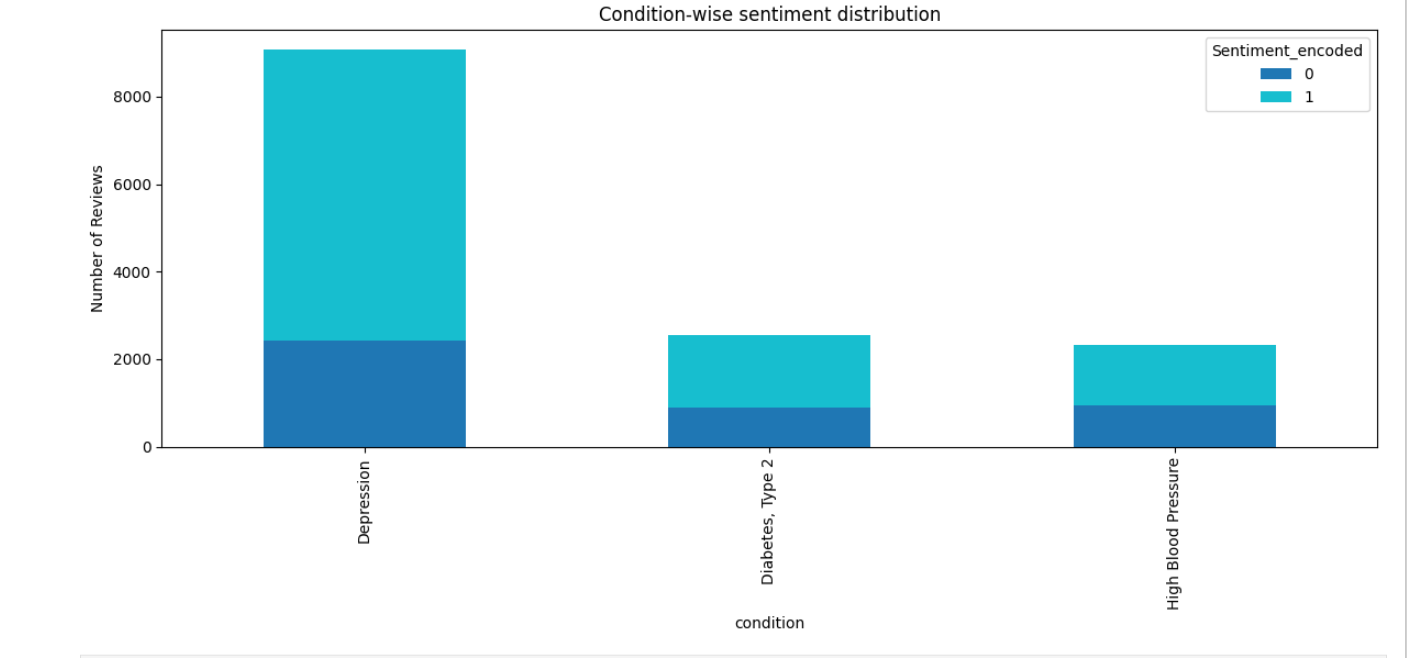 Condition-wise sentiment distribution
Sentiment_encoded
0
1
Number of Reviews
8000
6000
4000
2000
0
Depression
Diabetes, Type 2
High Blood Pressure
condition